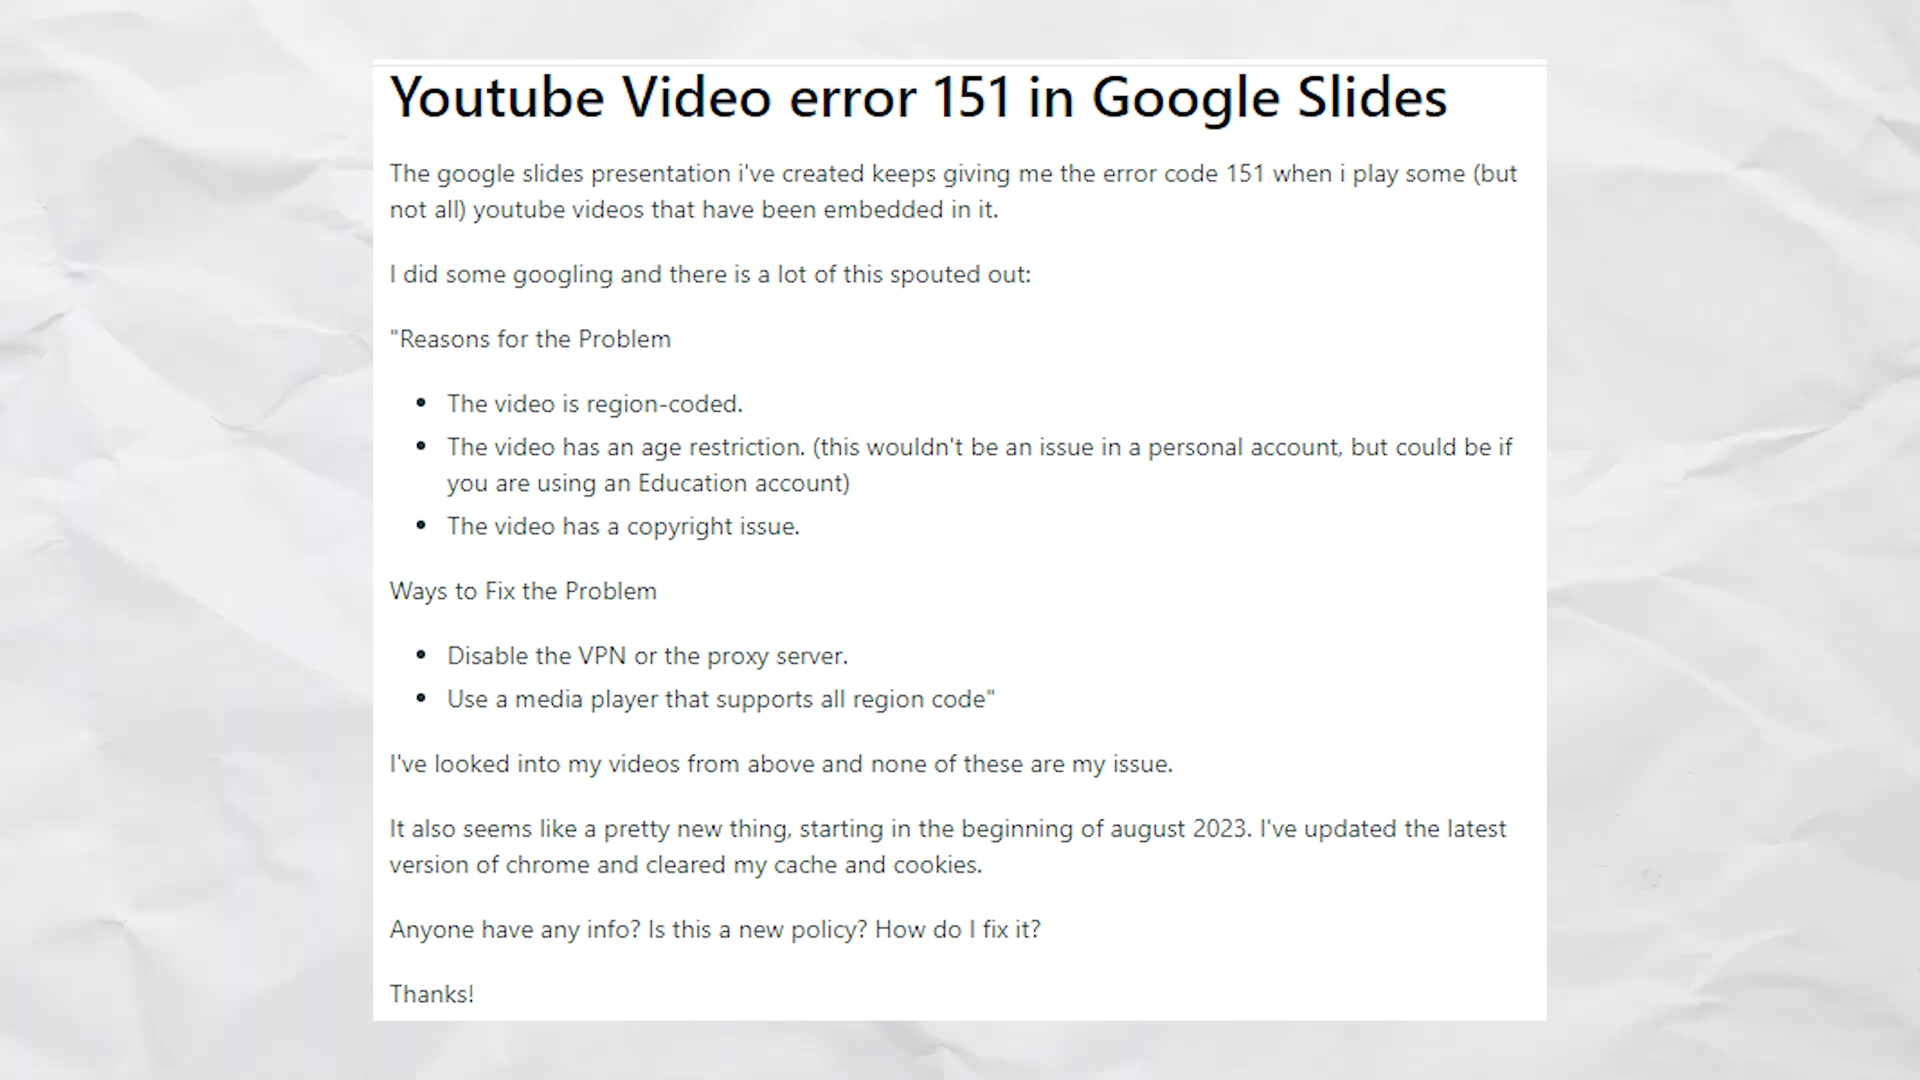 Youtube Video error 151 in Google Slides
The google slides presentation i've created keeps giving me the error code 151 when i play some (but
not all) youtube videos that have been embedded in it.
I did some googling and there is a lot of this spouted out:
"Reasons for the Problem
• The video is region-coded.
• The video has an age restriction. (this wouldn't be an issue in a personal account, but could be if
you are using an Education account)
• The video has a copyright issue.
Ways to Fix the Problem
• Disable the VPN or the proxy server.
• Use a media player that supports all region code"
I've looked into my videos from above and none of these are my issue.
It also seems like a pretty new thing, starting in the beginning of august 2023. I've updated the latest
version of chrome and cleared my cache and cookies.
Anyone have any info? Is this a new policy? How do I fix it?
Thanks!